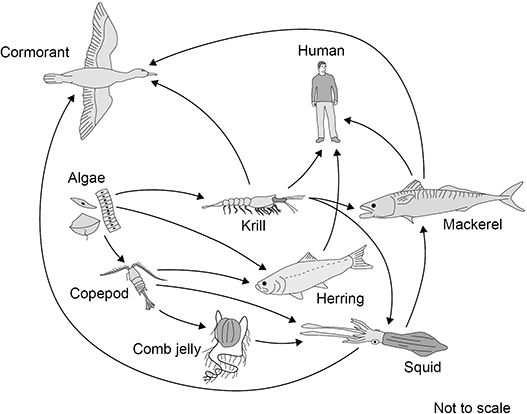 Cormorant
Human
Algae
Krill
Mackerel
Copepod
Herring
Comb jelly
Squid
Not to scale